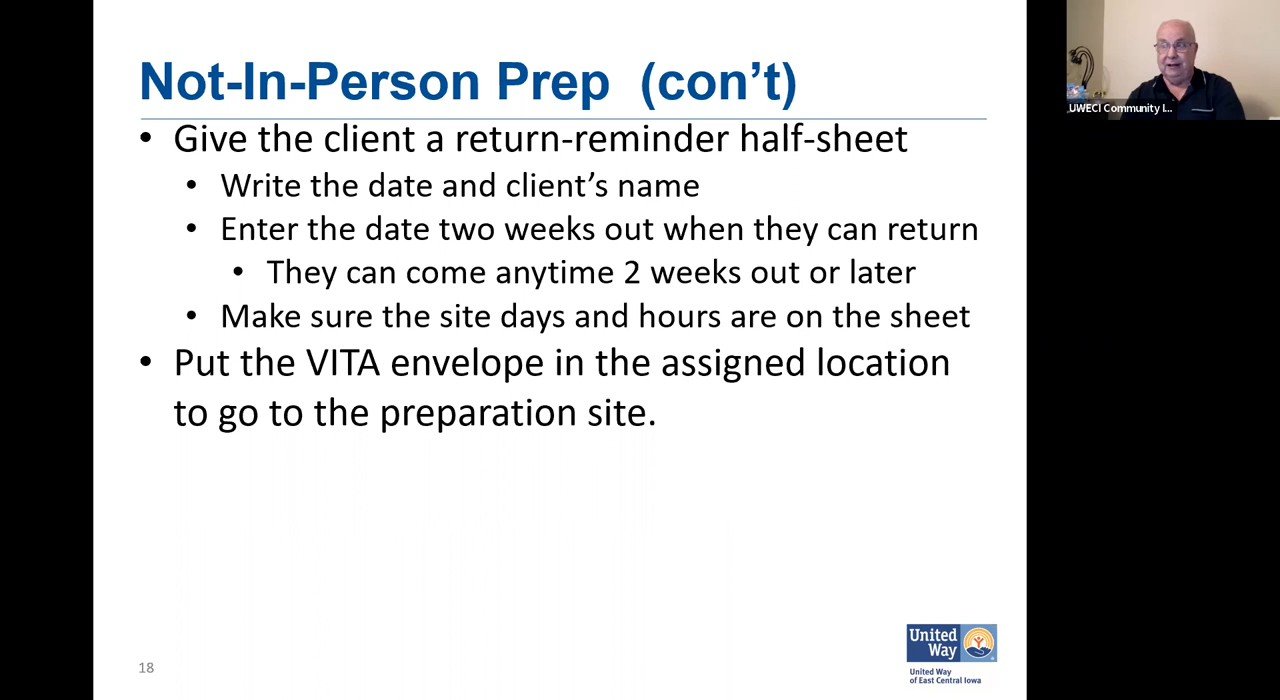 Not-In-Person Prep (con’t)
• Give the client a return-reminder half-sheet
• Write the date and client’s name
• Enter the date two weeks out when they can return
• They can come anytime 2 weeks out or later
• Make sure the site days and hours are on the sheet
• Put the VITA envelope in the assigned location
to go to the preparation site.
18
United
Way
United Way
of East Central Iowa
UWECI Community I...